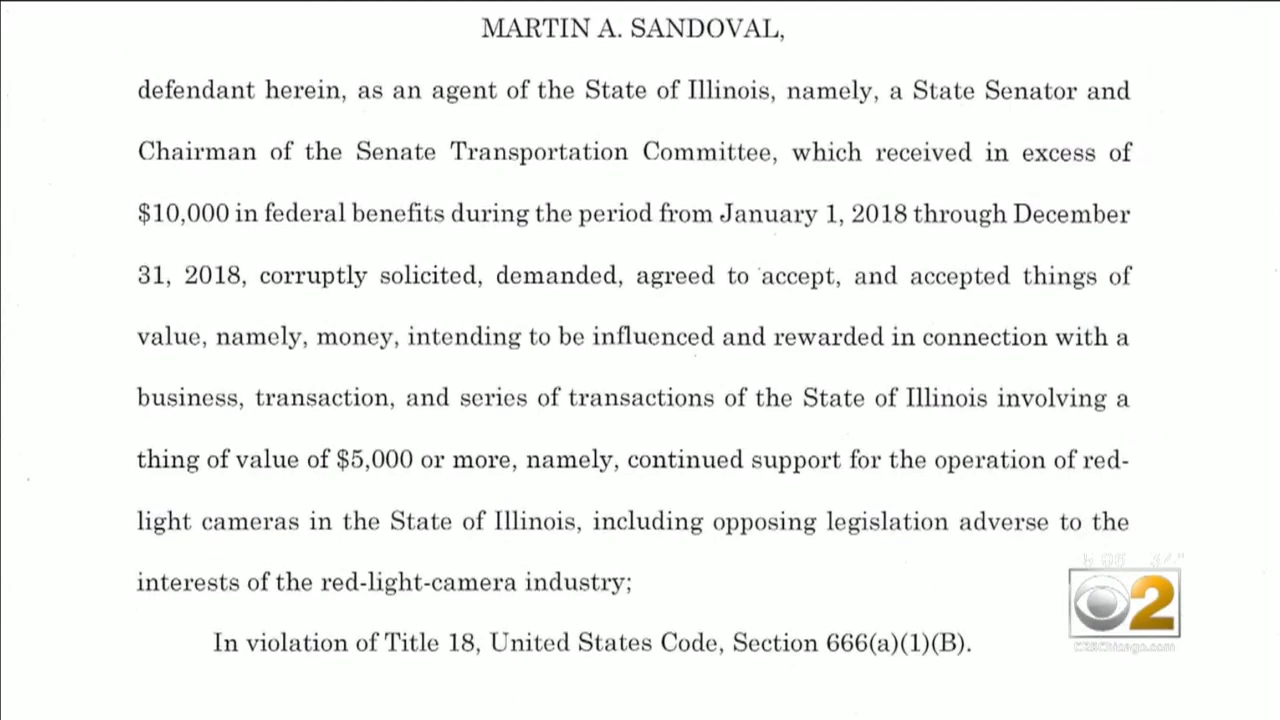 MARTIN A. SANDOVAL,
defendant herein, as an agent of the State of Illinois, namely, a State Senator and
Chairman of the Senate Transportation Committee, which received in excess of
$10,000 in federal benefits during the period from January 1, 2018 through December
31, 2018, corruptly solicited, demanded, agreed to accept, and accepted things of
value, namely, money, intending to be influenced and rewarded in connection with a
business, transaction, and series of transactions of the State of Illinois involving a
thing of value of $5,000 or more, namely, continued support for the operation of red-
light cameras in the State of Illinois, including opposing legislation adverse to the
interests of the red-light-camera industry;
In violation of Title 18, United States Code, Section 666(a)(1)(B).
2
CBSChicago.com